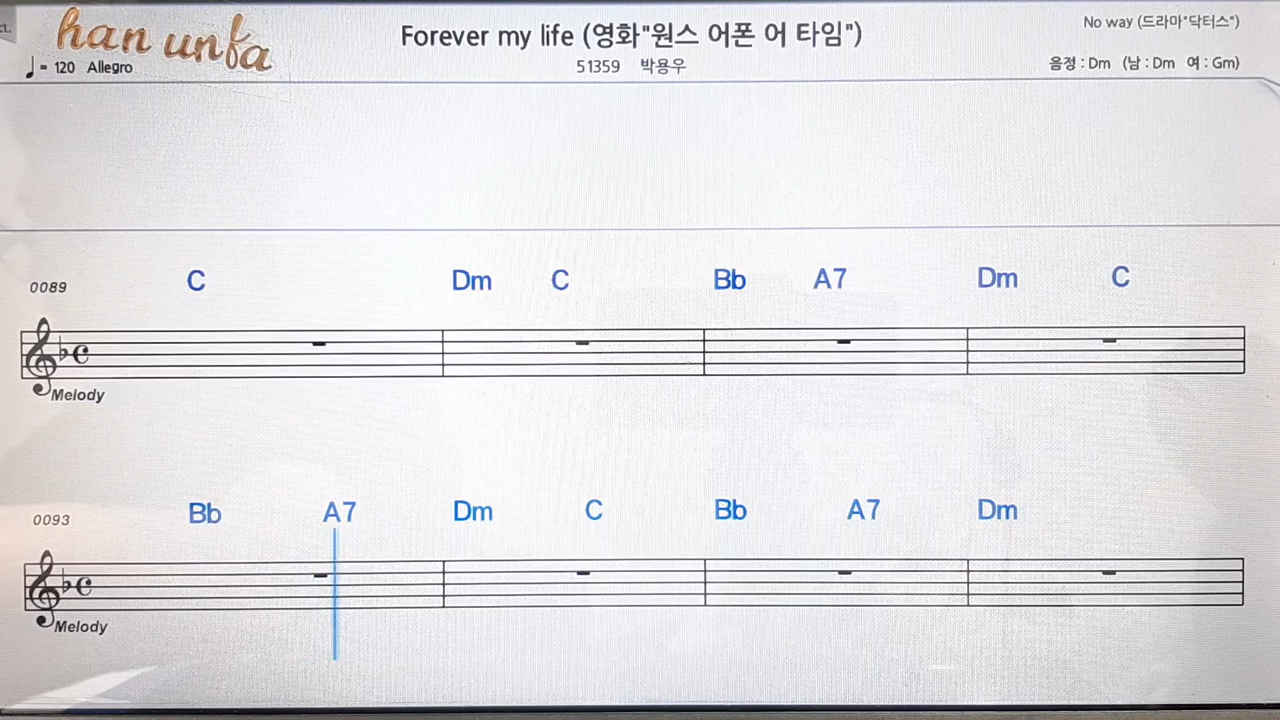 ct.
han unfa
Forever my life (영화"원스 어폰 어 타임")
No way (드라마"닥터스")
♩= 120 Allegro
51359 박용우
음정 : Dm (남 : Dm 여 : Gm)
0089 C Dm C Bb A7 Dm C
Melody
0093 Bb A7 Dm C Bb A7 Dm
Melody